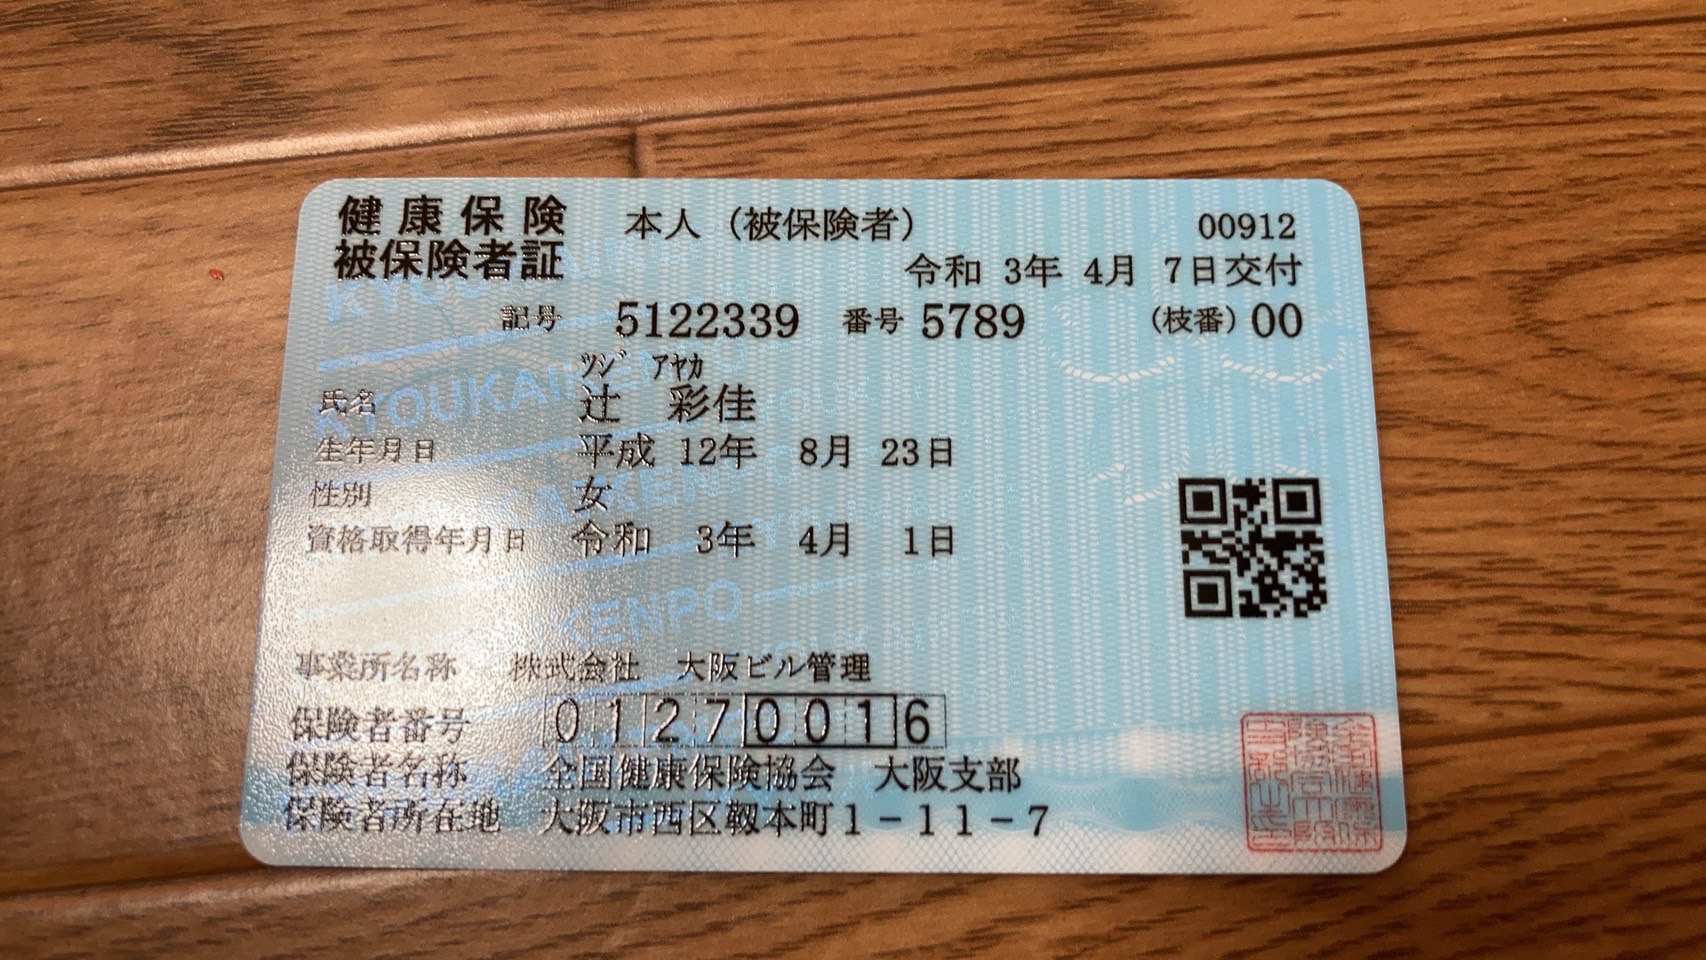 健康保険 本人(被保険者) 00912
被保険者証 令和 3年 4月 7日交付
記号 5122339 番号 5789 (枝番) 00
ツジ アヤカ
氏名 辻 彩佳
生年月日 平成 12年 8月 23日
性別 女
資格取得年月日 令和 3年 4月 1日
事業所名称 株式会社 大阪ビル管理
保険者番号 01270016
保険者名称 全国健康保険協会 大阪支部
保険者所在地 大阪市西区靱本町1-11-7